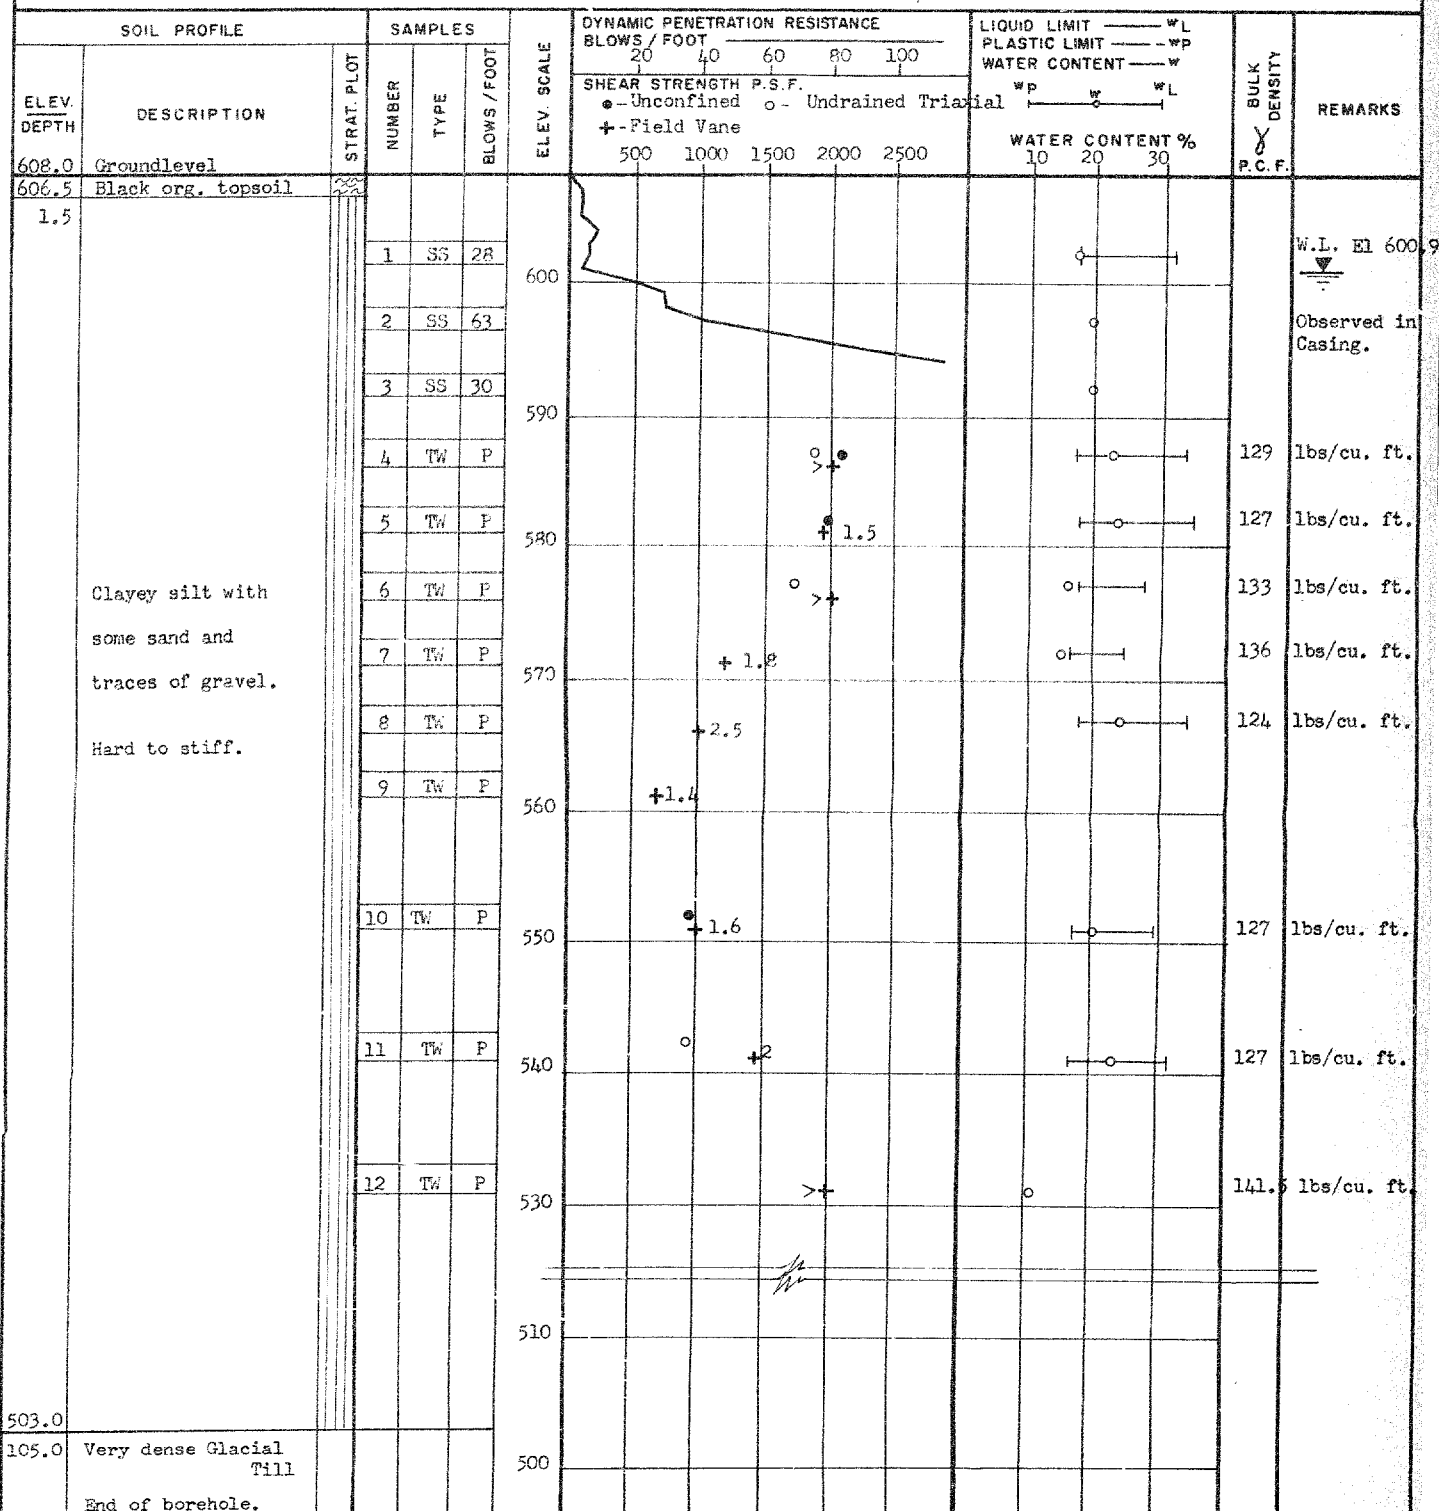 SOIL PROFILE
SAMPLES
ELEV.
DEPTH
DESCRIPTION
STRAT. PLOT
NUMBER
TYPE
BLOWS / FOOT
ELEV. SCALE
DYNAMIC PENETRATION RESISTANCE
BLOWS / FOOT
20 40 60 80 100
SHEAR STRENGTH P.S.F.
-Unconfined o - Undrained Triaxial
+ -Field Vane
500 1000 1500 2000 2500
LIQUID LIMIT WL
PLASTIC LIMIT WP
WATER CONTENT W
WP W WL
WATER CONTENT %
10 20 30
BULK DENSITY
γ
P.C.F.
REMARKS
608.0 Groundlevel
606.5 Black org. topsoil
1.5
1 SS 28
W.L. El 600.9
600
2 SS 63
Observed in
Casing.
3 SS 30
590
4 TW P
> +
129 lbs/cu. ft.
5 TW P
+ 1.5
127 lbs/cu. ft.
580
Clayey silt with
6 TW P
> +
133 lbs/cu. ft.
some sand and
7 TW P
+ 1.8
136 lbs/cu. ft.
traces of gravel.
570
8 TW P
+ 2.5
124 lbs/cu. ft.
Hard to stiff.
9 TW P
+1.4
560
10 TW P
+ 1.6
127 lbs/cu. ft.
550
11 TW P
+2
127 lbs/cu. ft.
540
12 TW P
> +
141.5 lbs/cu. ft.
530
510
503.0
105.0 Very dense Glacial
Till
500
End of borehole.